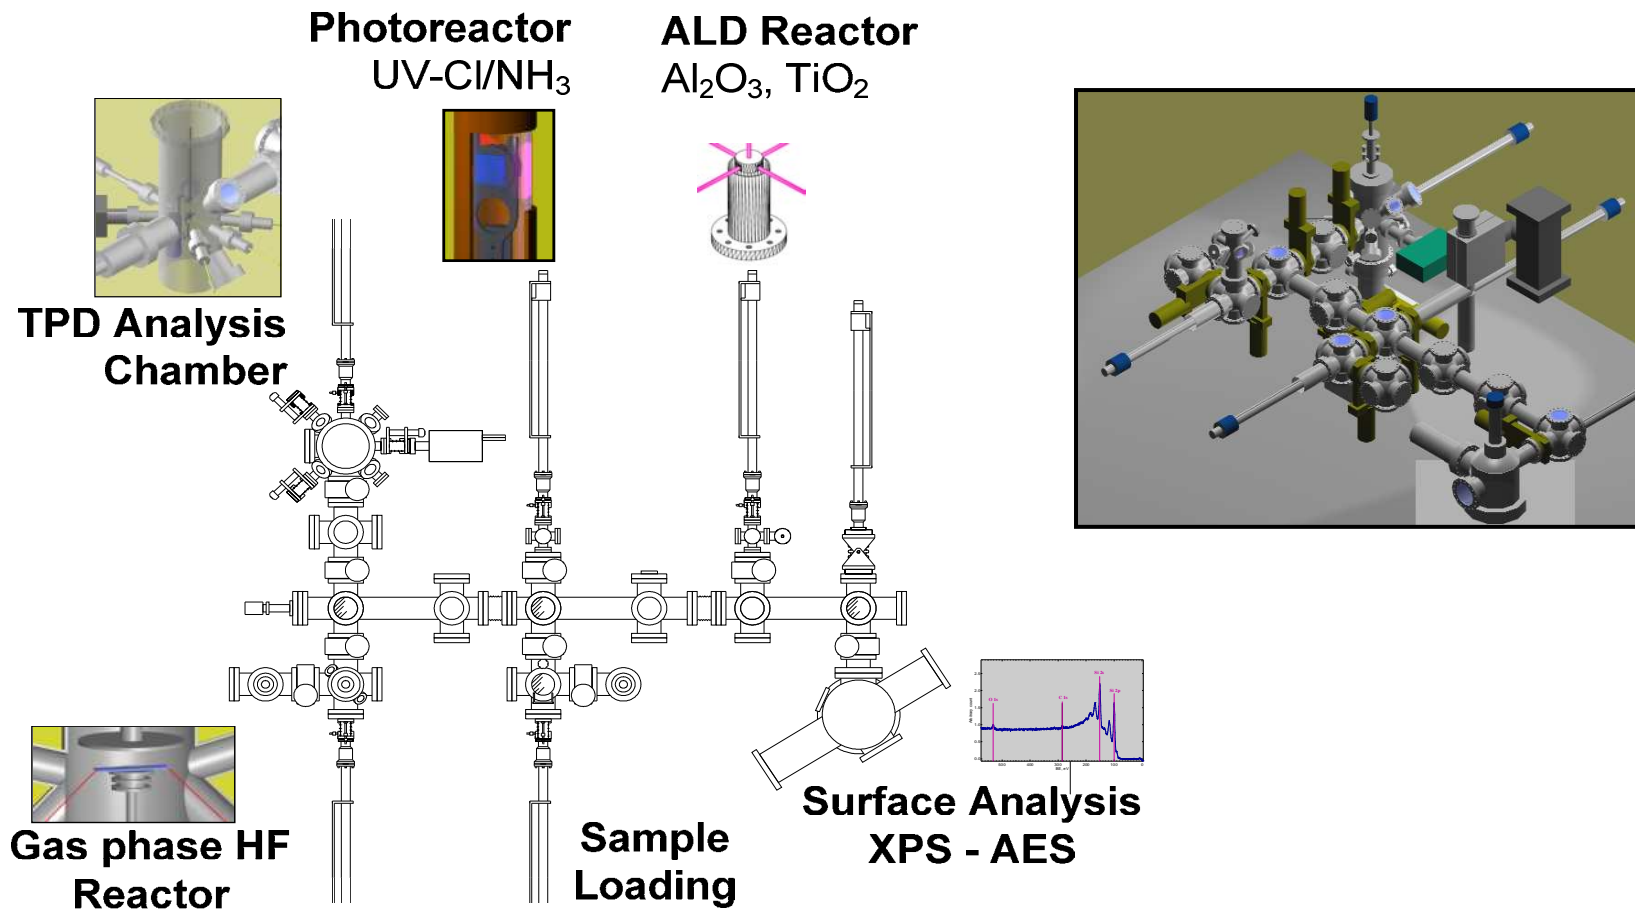 Photoreactor
UV-Cl/NH₃
ALD Reactor
Al₂O₃, TiO₂
TPD Analysis
Chamber
Gas phase HF
Reactor
Sample
Loading
Surface Analysis
XPS - AES